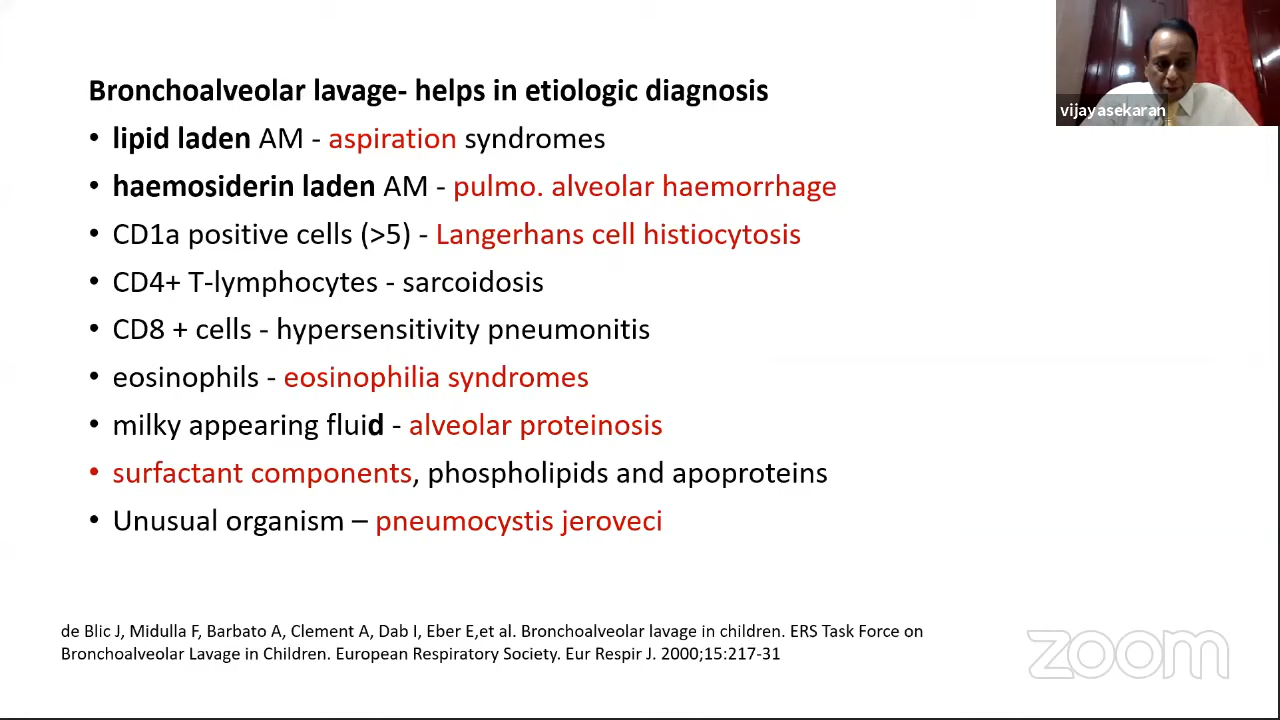 Bronchoalveolar lavage- helps in etiologic diagnosis
vijayasekaran
• lipid laden AM - aspiration syndromes
• haemosiderin laden AM - pulmo. alveolar haemorrhage
• CD1a positive cells (>5) - Langerhans cell histiocytosis
• CD4+ T-lymphocytes - sarcoidosis
• CD8 + cells - hypersensitivity pneumonitis
• eosinophils - eosinophilia syndromes
• milky appearing fluid - alveolar proteinosis
• surfactant components, phospholipids and apoproteins
• Unusual organism – pneumocystis jeroveci
de Blic J, Midulla F, Barbato A, Clement A, Dab I, Eber E,et al. Bronchoalveolar lavage in children. ERS Task Force on
Bronchoalveolar Lavage in Children. European Respiratory Society. Eur Respir J. 2000;15:217-31
zoom